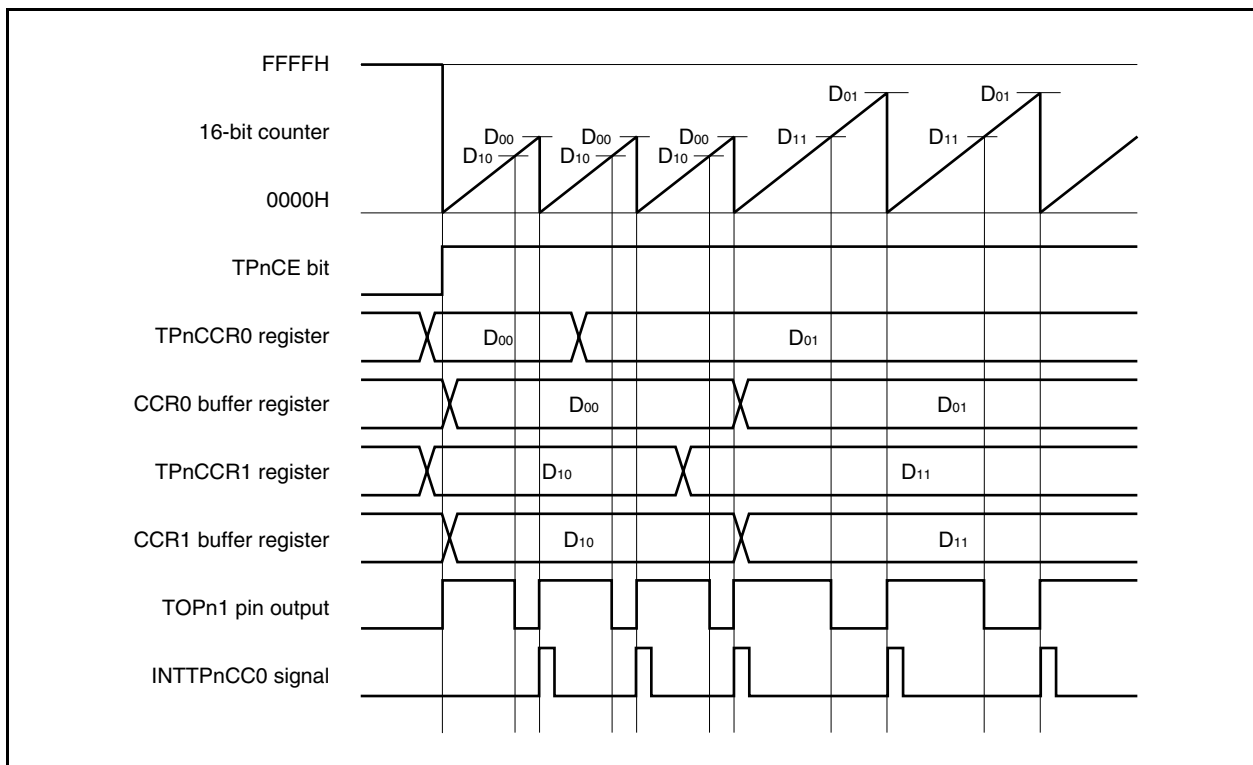 FFFFH
D01 D01
16-bit counter D00 D00 D00 D11 D11
D10 D10 D10
0000H
TPnCE bit
TPnCCR0 register D00 D01
CCR0 buffer register D00 D01
TPnCCR1 register D10 D11
CCR1 buffer register D10 D11
TOPn1 pin output
INTTPnCC0 signal